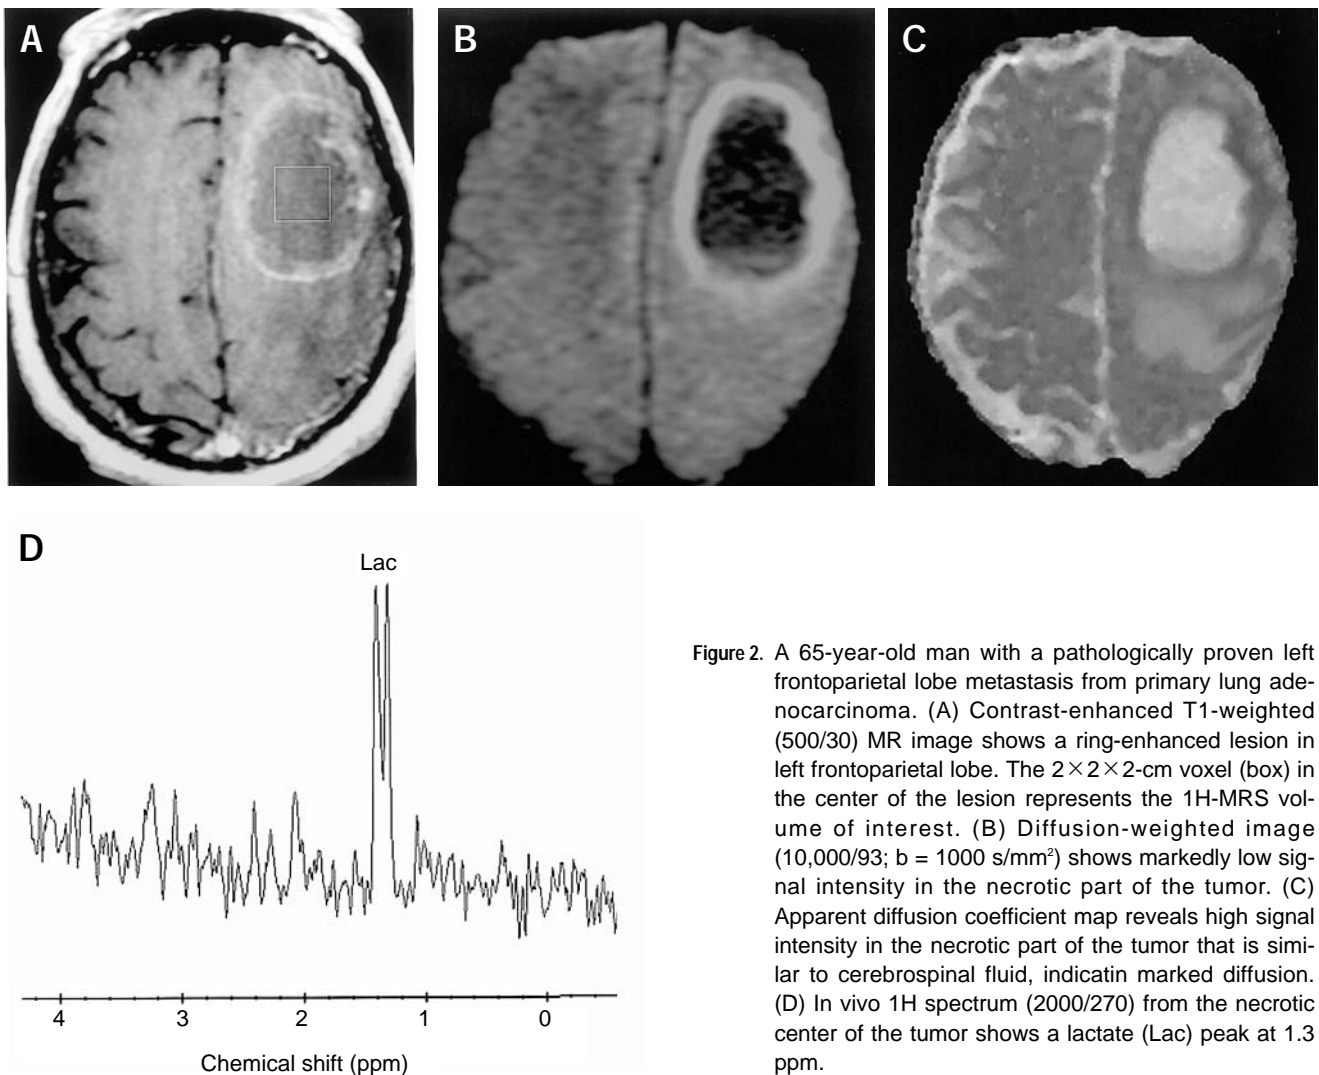 A
B
C
D
Lac
4 3 2 1 0
Chemical shift (ppm)
Figure 2. A 65-year-old man with a pathologically proven left
frontoparietal lobe metastasis from primary lung ade-
nocarcinoma. (A) Contrast-enhanced T1-weighted
(500/30) MR image shows a ring-enhanced lesion in
left frontoparietal lobe. The 2×2×2-cm voxel (box) in
the center of the lesion represents the 1H-MRS vol-
ume of interest. (B) Diffusion-weighted image
(10,000/93; b = 1000 s/mm²) shows markedly low sig-
nal intensity in the necrotic part of the tumor. (C)
Apparent diffusion coefficient map reveals high signal
intensity in the necrotic part of the tumor that is simi-
lar to cerebrospinal fluid, indicatin marked diffusion.
(D) In vivo 1H spectrum (2000/270) from the necrotic
center of the tumor shows a lactate (Lac) peak at 1.3
ppm.